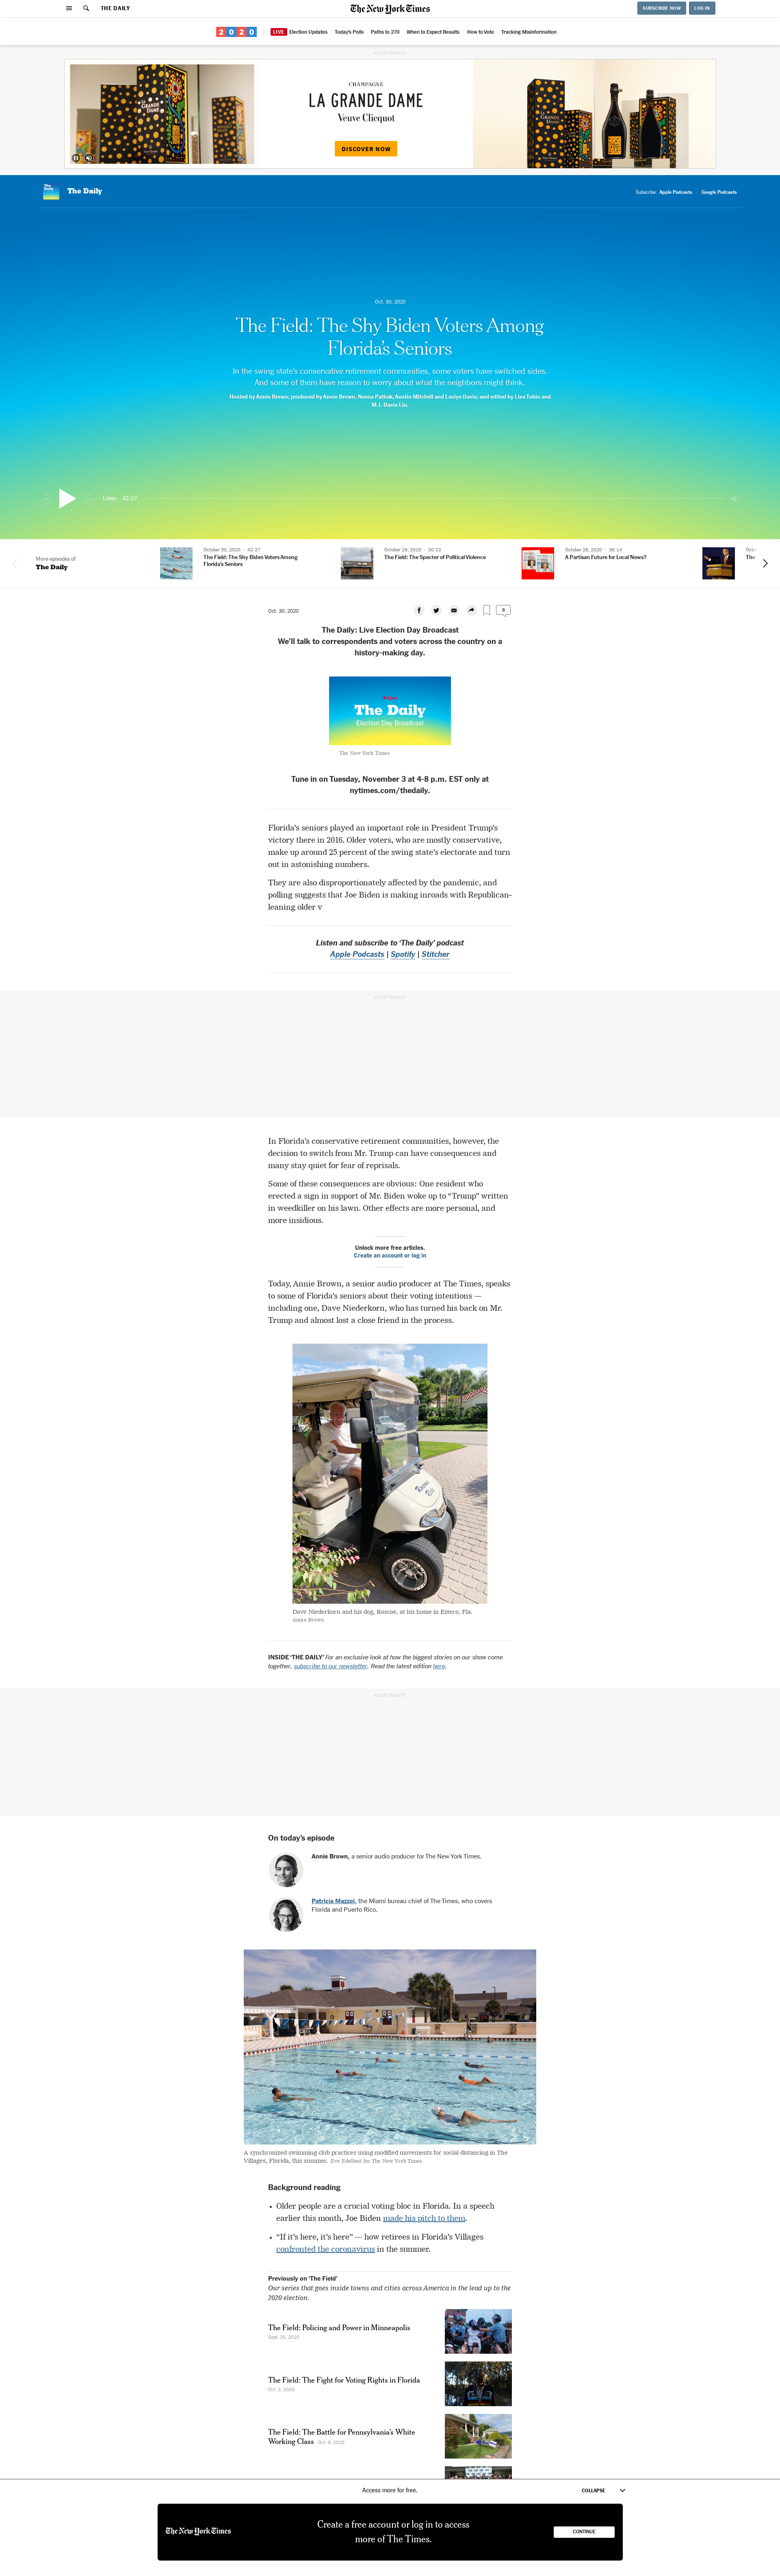 THE DAILY
The New York Times
SUBSCRIBE NOW
LOG IN
2020
LIVE Election Updates
Today's Polls
Paths to 270
When to Expect Results
How to Vote
Tracking Misinformation
ADVERTISEMENT
CHAMPAGNE
LA GRANDE DAME
Veuve Clicquot
DISCOVER NOW
The Daily
Subscribe:
Apple Podcasts
Google Podcasts
Oct. 30, 2020
The Field: The Shy Biden Voters Among
Florida's Seniors
In the swing state's conservative retirement communities, some voters have switched sides.
And some of them have reason to worry about what the neighbors might think.
Hosted by Annie Brown; produced by Annie Brown, Neena Pathak, Austin Mitchell and Leslye Davis; and edited by Lisa Tobin and
M.J. Davis Lin.
Listen 42:27
More episodes of
The Daily
October 30, 2020 · 42:27
The Field: The Shy Biden Voters Among
Florida's Seniors
October 29, 2020 · 50:22
The Field: The Specter of Political Violence
October 28, 2020 · 36:14
A Partisan Future for Local News?
Oct. 30, 2020
8
The Daily: Live Election Day Broadcast
We'll talk to correspondents and voters across the country on a
history-making day.
Live
The Daily
Election Day Broadcast
The New York Times
Tune in on Tuesday, November 3 at 4-8 p.m. EST only at
nytimes.com/thedaily.
Florida's seniors played an important role in President Trump's
victory there in 2016. Older voters, who are mostly conservative,
make up around 25 percent of the swing state's electorate and turn
out in astonishing numbers.
They are also disproportionately affected by the pandemic, and
polling suggests that Joe Biden is making inroads with Republican-
leaning older v
Listen and subscribe to 'The Daily' podcast
Apple Podcasts | Spotify | Stitcher
ADVERTISEMENT
In Florida's conservative retirement communities, however, the
decision to switch from Mr. Trump can have consequences and
many stay quiet for fear of reprisals.
Some of these consequences are obvious: One resident who
erected a sign in support of Mr. Biden woke up to “Trump” written
in weedkiller on his lawn. Other effects are more personal, and
more insidious.
Unlock more free articles.
Create an account or log in
Today, Annie Brown, a senior audio producer at The Times, speaks
to some of Florida's seniors about their voting intentions —
including one, Dave Niederkorn, who has turned his back on Mr.
Trump and almost lost a close friend in the process.
Dave Niederkorn and his dog, Roscoe, at his home in Estero, Fla.
Annie Brown
INSIDE 'THE DAILY' For an exclusive look at how the biggest stories on our show come
together, subscribe to our newsletter. Read the latest edition here.
ADVERTISEMENT
On today's episode
Annie Brown, a senior audio producer for The New York Times.
Patricia Mazzei, the Miami bureau chief of The Times, who covers
Florida and Puerto Rico.
A synchronized swimming club practices using modified movements for social distancing in The
Villages, Florida, this summer. Eve Edelheit for The New York Times
Background reading
• Older people are a crucial voting bloc in Florida. In a speech
earlier this month, Joe Biden made his pitch to them.
• “If it's here, it's here” — how retirees in Florida's Villages
confronted the coronavirus in the summer.
Previously on 'The Field'
Our series that goes inside towns and cities across America in the lead up to the
2020 election.
The Field: Policing and Power in Minneapolis
Sept. 25, 2020
The Field: The Fight for Voting Rights in Florida
Oct. 2, 2020
The Field: The Battle for Pennsylvania's White
Working Class Oct. 9, 2020
Access more for free.
COLLAPSE
The New York Times
Create a free account or log in to access
more of The Times.
CONTINUE